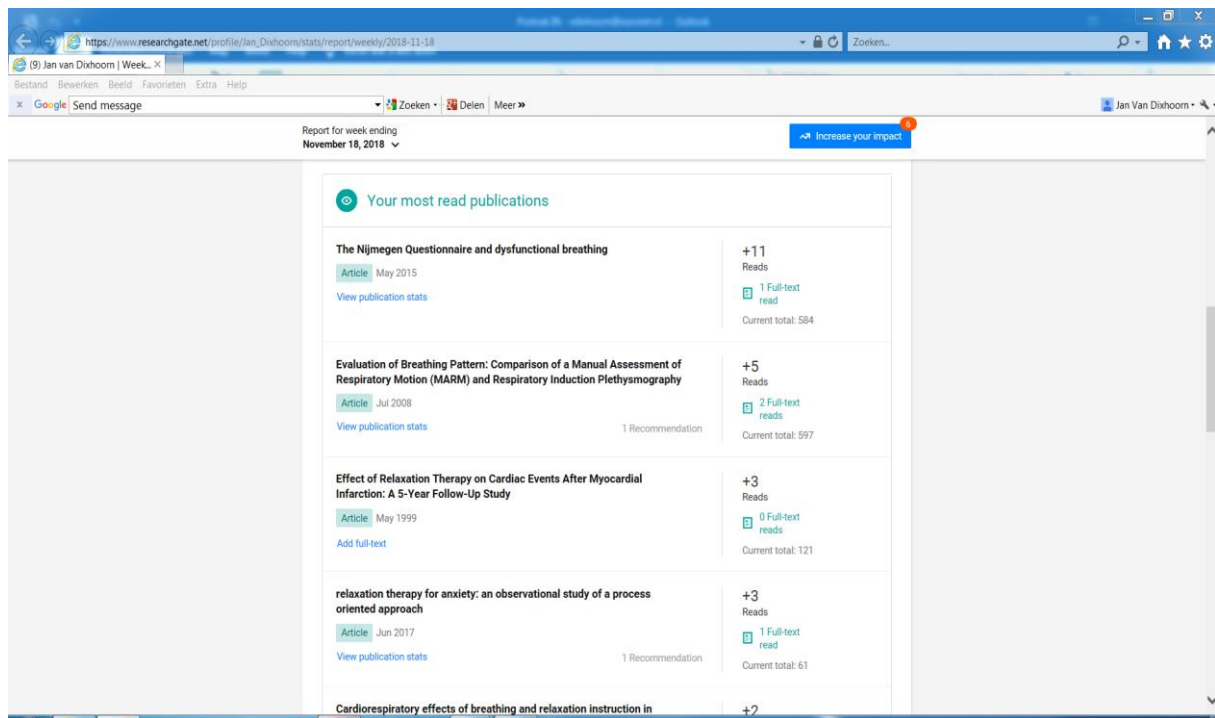 https://www.researchgate.net/profile/Jan_Dixhoorn/stats/report/weekly/2018-11-18
Zoeken...
(9) Jan van Dixhoorn | Week...
Bestand Bewerken Beeld Favorieten Extra Help
x Google Send message Zoeken Delen Meer »
Jan Van Dixhoorn
Report for week ending
November 18, 2018
6
Increase your impact
Your most read publications
The Nijmegen Questionnaire and dysfunctional breathing
Article May 2015
View publication stats
+11
Reads
1 Full-text
read
Current total: 584
Evaluation of Breathing Pattern: Comparison of a Manual Assessment of
Respiratory Motion (MARM) and Respiratory Induction Plethysmography
Article Jul 2008
View publication stats
1 Recommendation
+5
Reads
2 Full-text
reads
Current total: 597
Effect of Relaxation Therapy on Cardiac Events After Myocardial
Infarction: A 5-Year Follow-Up Study
Article May 1999
Add full-text
+3
Reads
0 Full-text
reads
Current total: 121
relaxation therapy for anxiety: an observational study of a process
oriented approach
Article Jun 2017
View publication stats
1 Recommendation
+3
Reads
1 Full-text
read
Current total: 61
Cardiorespiratory effects of breathing and relaxation instruction in
+2